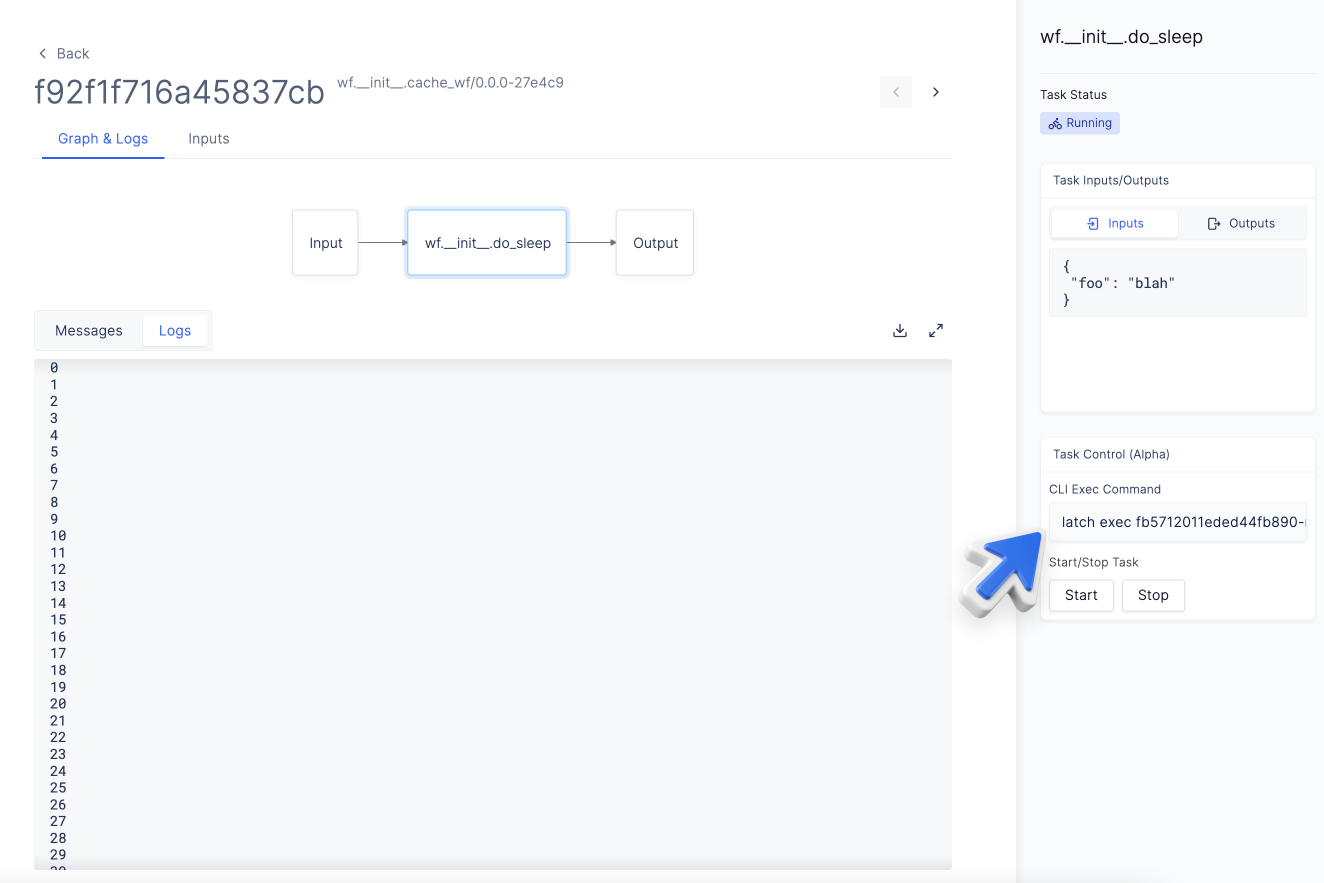 Back
f92f1f716a45837cb wf.__init__.cache_wf/0.0.0-27e4c9
Graph & Logs Inputs
Input wf.__init__.do_sleep Output
Messages Logs
0
1
2
3
4
5
6
7
8
9
10
11
12
13
14
15
16
17
18
19
20
21
22
23
24
25
26
27
28
29
wf.__init__.do_sleep
Task Status
Running
Task Inputs/Outputs
Inputs Outputs
{
"foo": "blah"
}
Task Control (Alpha)
CLI Exec Command
latch exec fb5712011eded44fb890-
Start/Stop Task
Start Stop